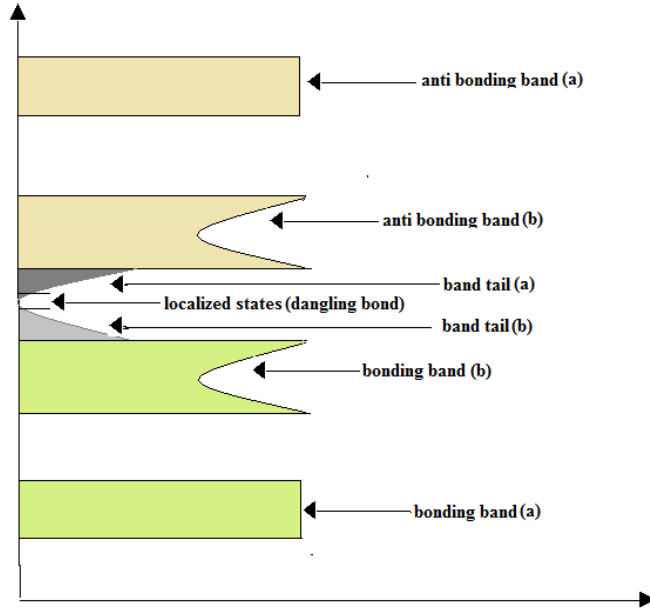 anti bonding band (a)
anti bonding band (b)
band tail (a)
localized states (dangling bond)
band tail (b)
bonding band (b)
bonding band (a)